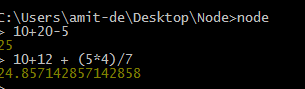 C:\Users\amit-de\Desktop\Node>node
> 10+20-5
25
> 10+12 + (5*4)/7
24.857142857142858
>